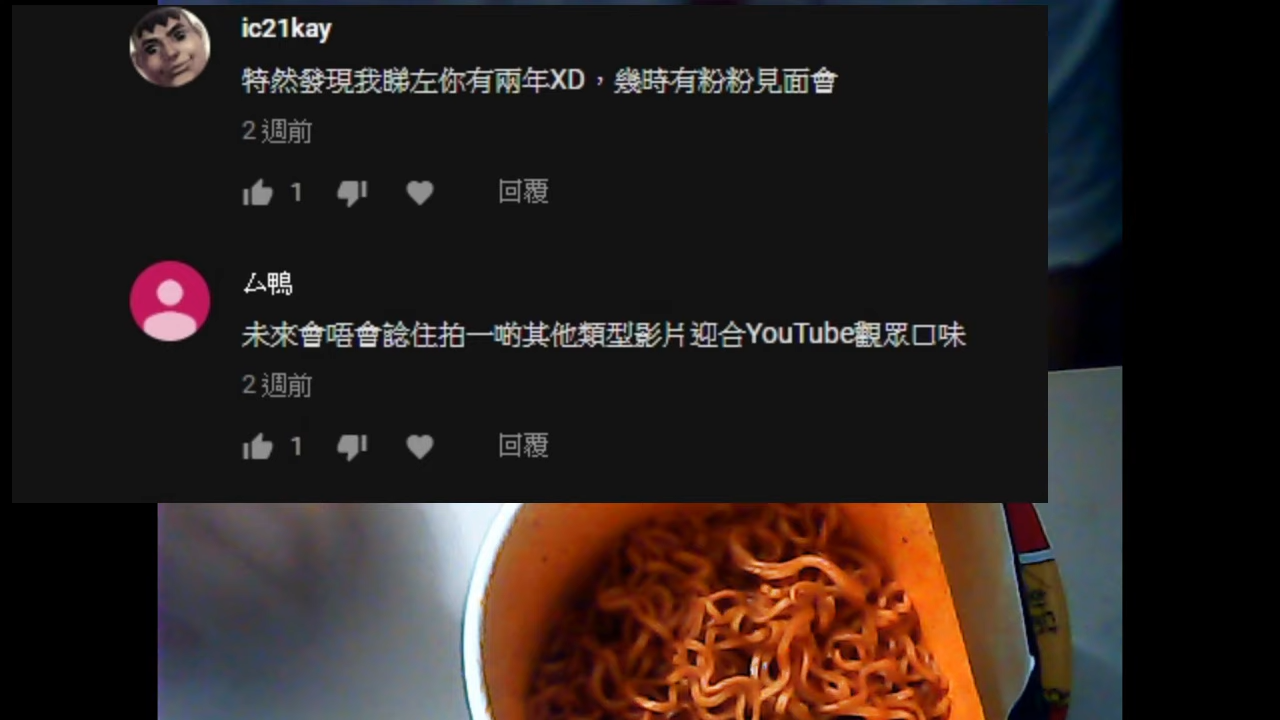 ic21kay
特然發現我睇左你有兩年XD，幾時有粉粉見面會
2 週前
1
回覆
厶鴨
未來會唔會諗住拍一啲其他類型影片迎合YouTube觀眾口味
2 週前
1
回覆